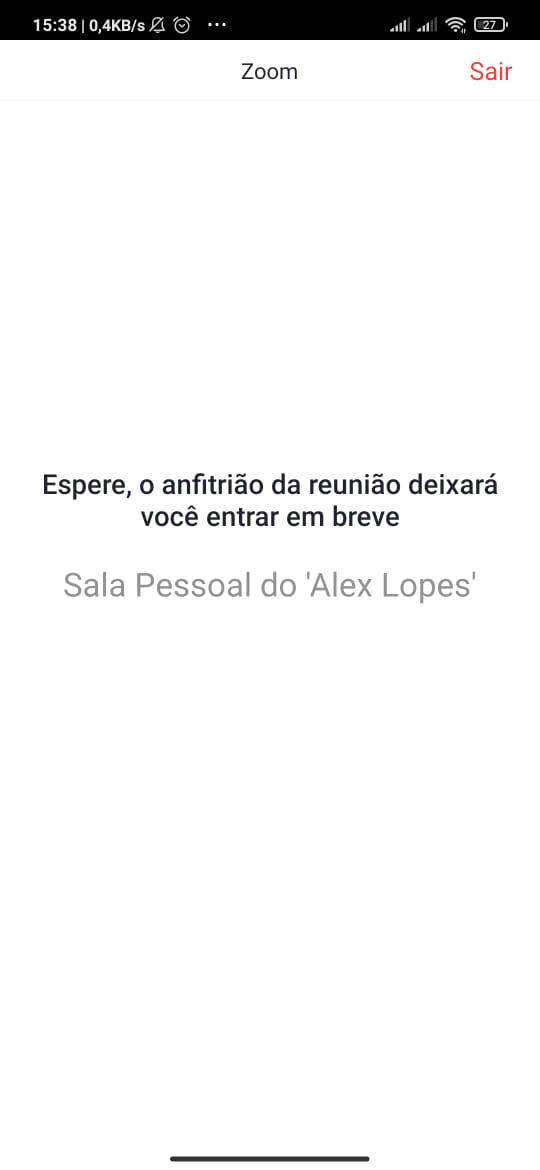 15:38 | 0,4KB/s ... 27
Zoom
Sair
Espere, o anfitrião da reunião deixará
você entrar em breve
Sala Pessoal do 'Alex Lopes'